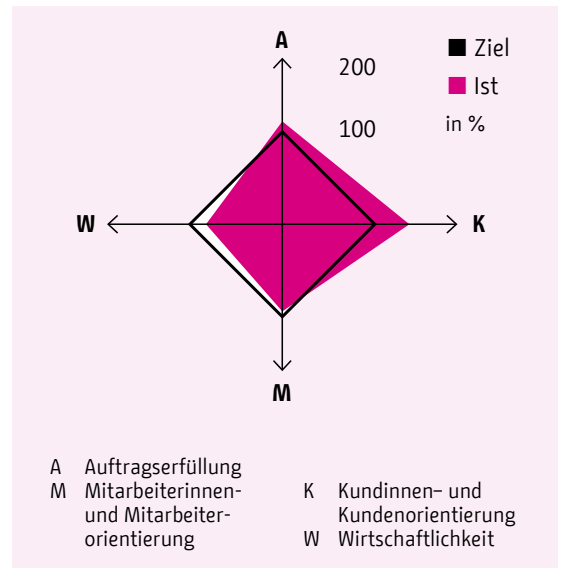 A
200
Ziel
Ist
100
in %
W
K
M
A Auftragserfüllung
M Mitarbeiterinnen-
und Mitarbeiter-
orientierung
K Kundinnen- und
Kundenorientierung
W Wirtschaftlichkeit